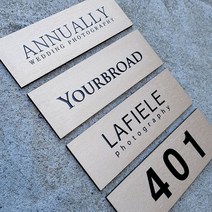 ANNUALLY
WEDDING PHOTOGRAPHY
YOURBROAD
LAFIELE
photography
401